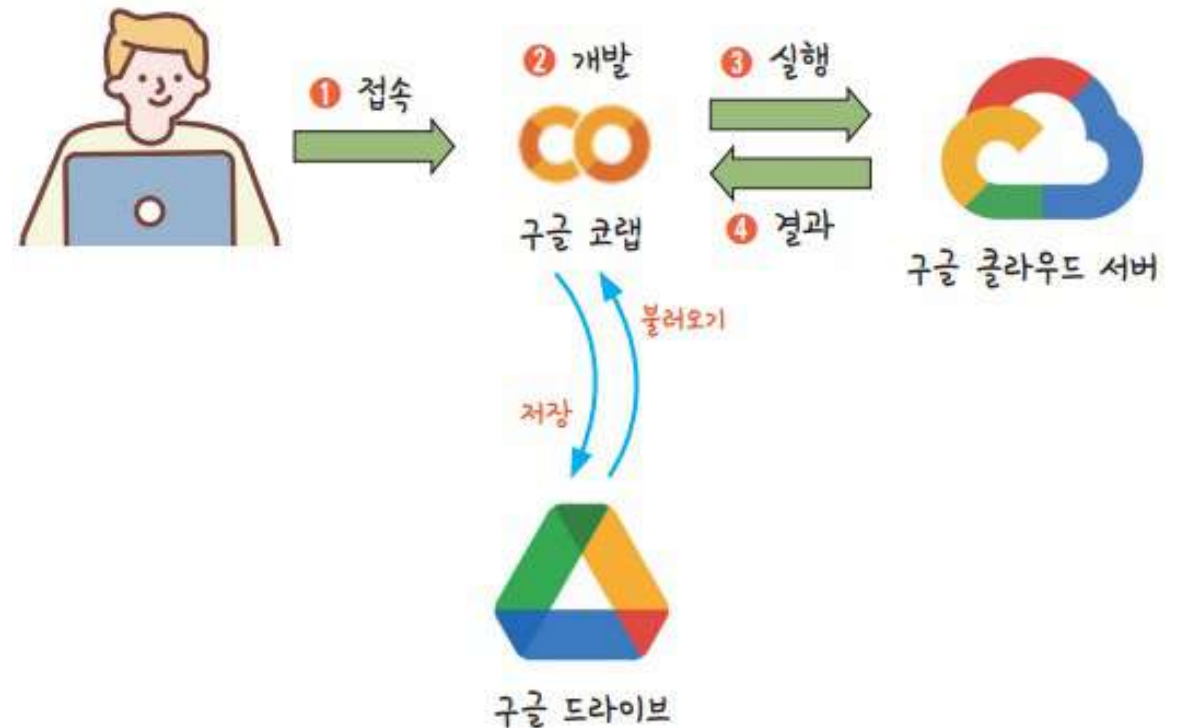 ❶ 접속
❷ 개발
❸ 실행
구글 코랩
❹ 결과
구글 클라우드 서버
불러오기
저장
구글 드라이브